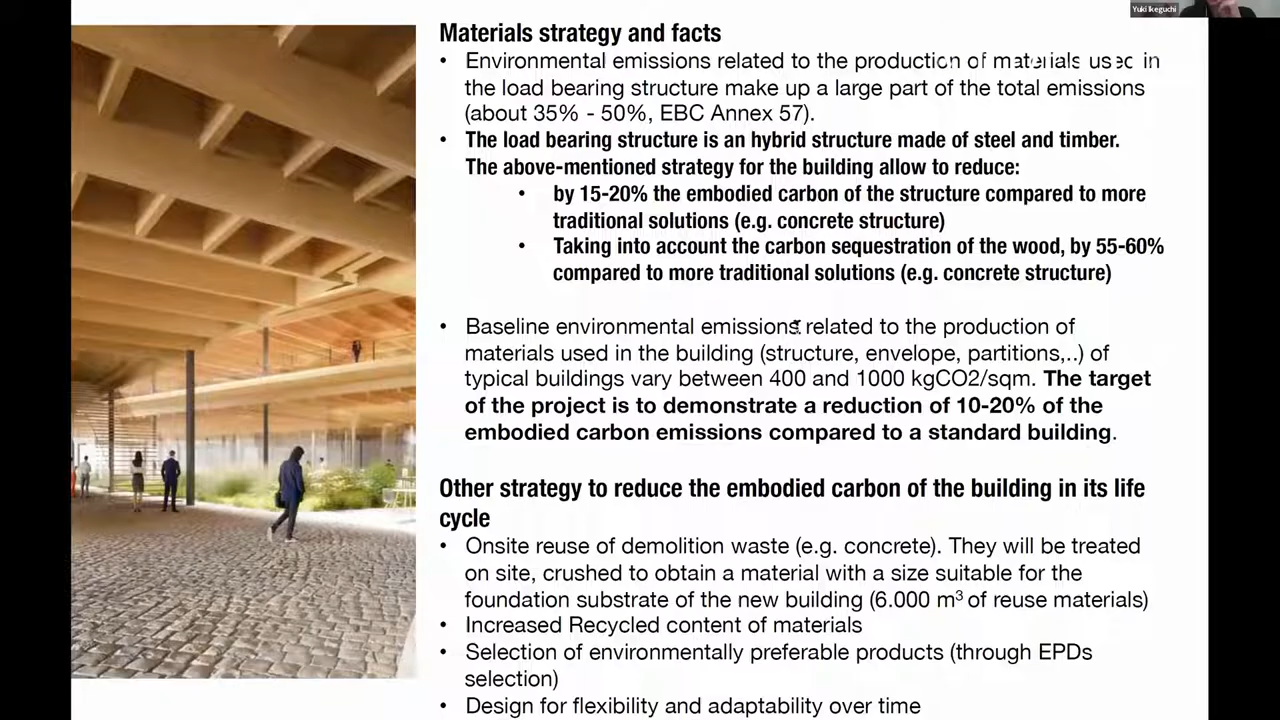 Yuki Ikeguchi
Materials strategy and facts
• Environmental emissions related to the production of materials used in
the load bearing structure make up a large part of the total emissions
(about 35% - 50%, EBC Annex 57).
• The load bearing structure is an hybrid structure made of steel and timber.
The above-mentioned strategy for the building allow to reduce:
• by 15-20% the embodied carbon of the structure compared to more
traditional solutions (e.g. concrete structure)
• Taking into account the carbon sequestration of the wood, by 55-60%
compared to more traditional solutions (e.g. concrete structure)
• Baseline environmental emissions related to the production of
materials used in the building (structure, envelope, partitions,..) of
typical buildings vary between 400 and 1000 kgCO2/sqm. The target
of the project is to demonstrate a reduction of 10-20% of the
embodied carbon emissions compared to a standard building.
Other strategy to reduce the embodied carbon of the building in its life
cycle
• Onsite reuse of demolition waste (e.g. concrete). They will be treated
on site, crushed to obtain a material with a size suitable for the
foundation substrate of the new building (6.000 m³ of reuse materials)
• Increased Recycled content of materials
• Selection of environmentally preferable products (through EPDs
selection)
• Design for flexibility and adaptability over time